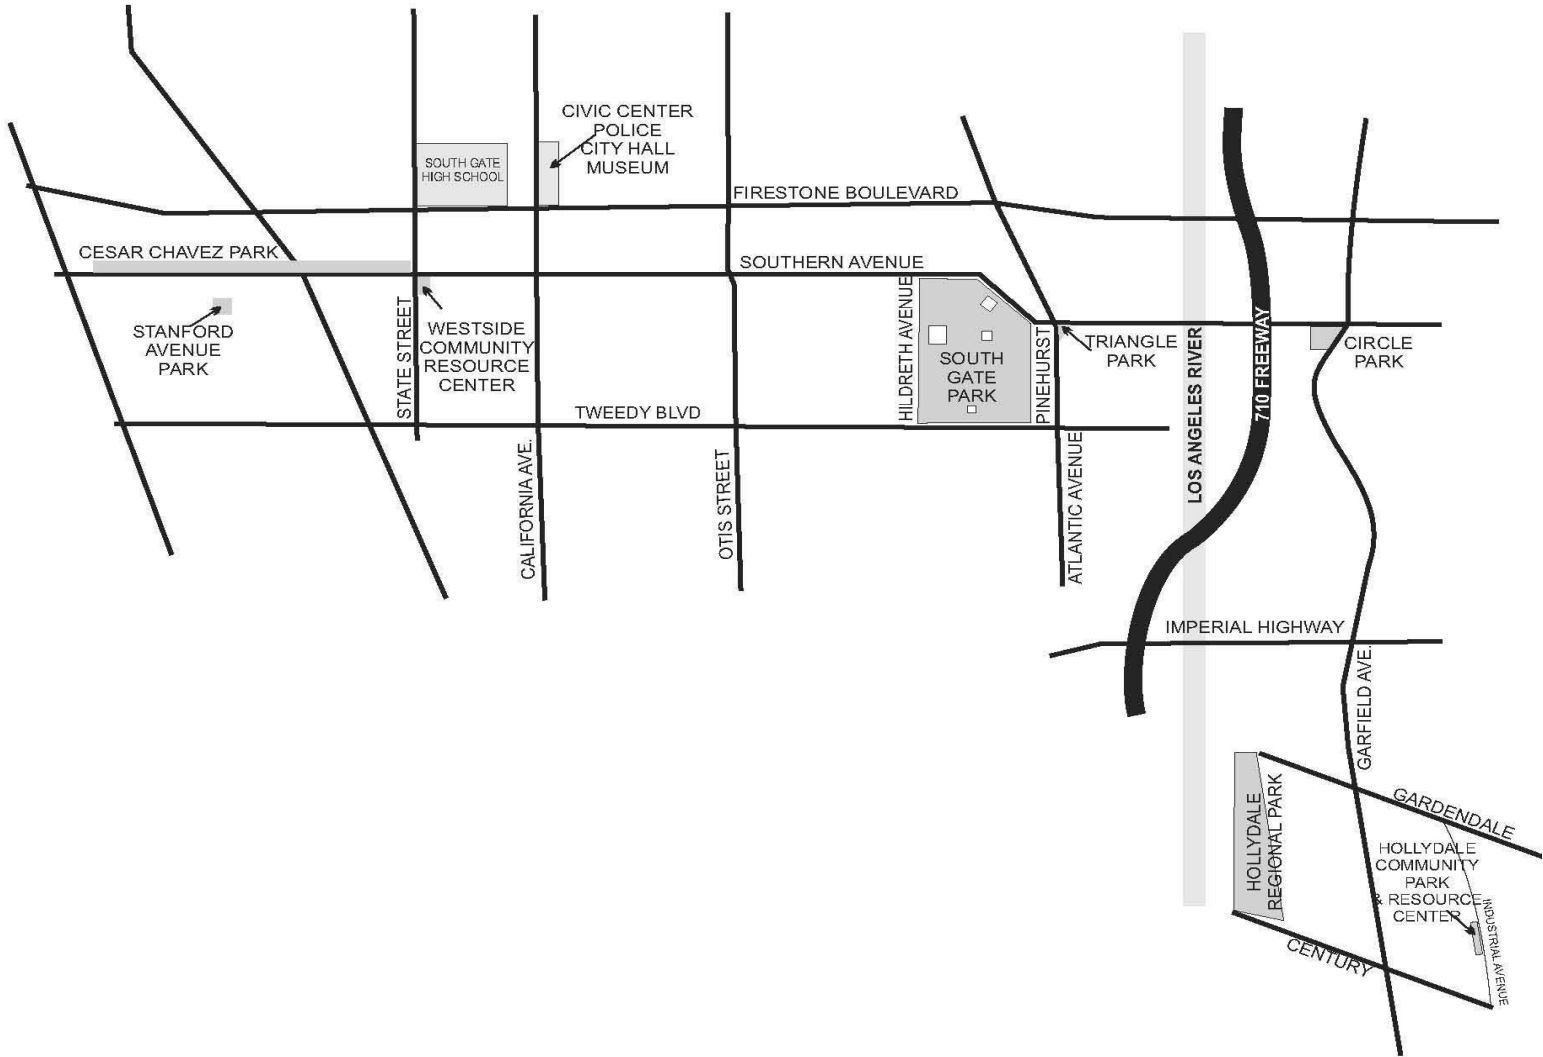 CIVIC CENTER
POLICE
CITY HALL
MUSEUM
SOUTH GATE
HIGH SCHOOL
FIRESTONE BOULEVARD
CESAR CHAVEZ PARK
SOUTHERN AVENUE
STANFORD
AVENUE
PARK
STATE STREET
WESTSIDE
COMMUNITY
RESOURCE
CENTER
HILDRETH AVENUE
SOUTH
GATE
PARK
PINEHURST
TRIANGLE
PARK
LOS ANGELES RIVER
710 FREEWAY
CIRCLE
PARK
TWEEDY BLVD
CALIFORNIA AVE.
OTIS STREET
ATLANTIC AVENUE
IMPERIAL HIGHWAY
GARFIELD AVE.
HOLLYDALE
REGIONAL PARK
GARDENDALE
HOLLYDALE
COMMUNITY
PARK
& RESOURCE
CENTER
INDUSTRIAL AVENUE
CENTURY